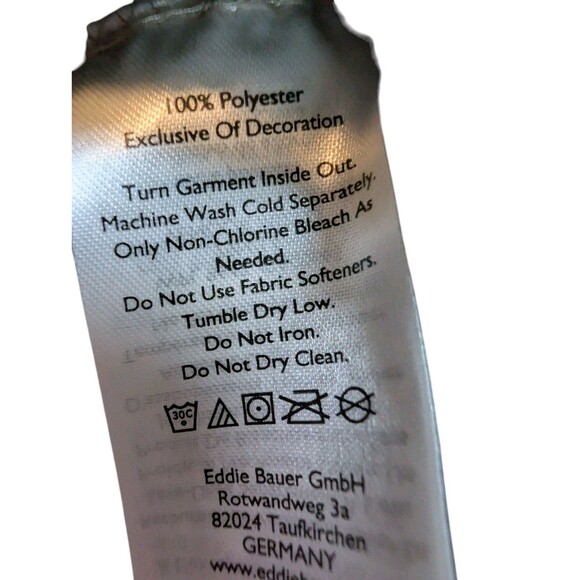 100% Polyester
Exclusive Of Decoration
Turn Garment Inside Out.
Machine Wash Cold Separately.
Only Non-Chlorine Bleach As
Needed.
Do Not Use Fabric Softeners.
Tumble Dry Low.
Do Not Iron.
Do Not Dry Clean.
30C
Eddie Bauer GmbH
Rotwandweg 3a
82024 Taufkirchen
GERMANY